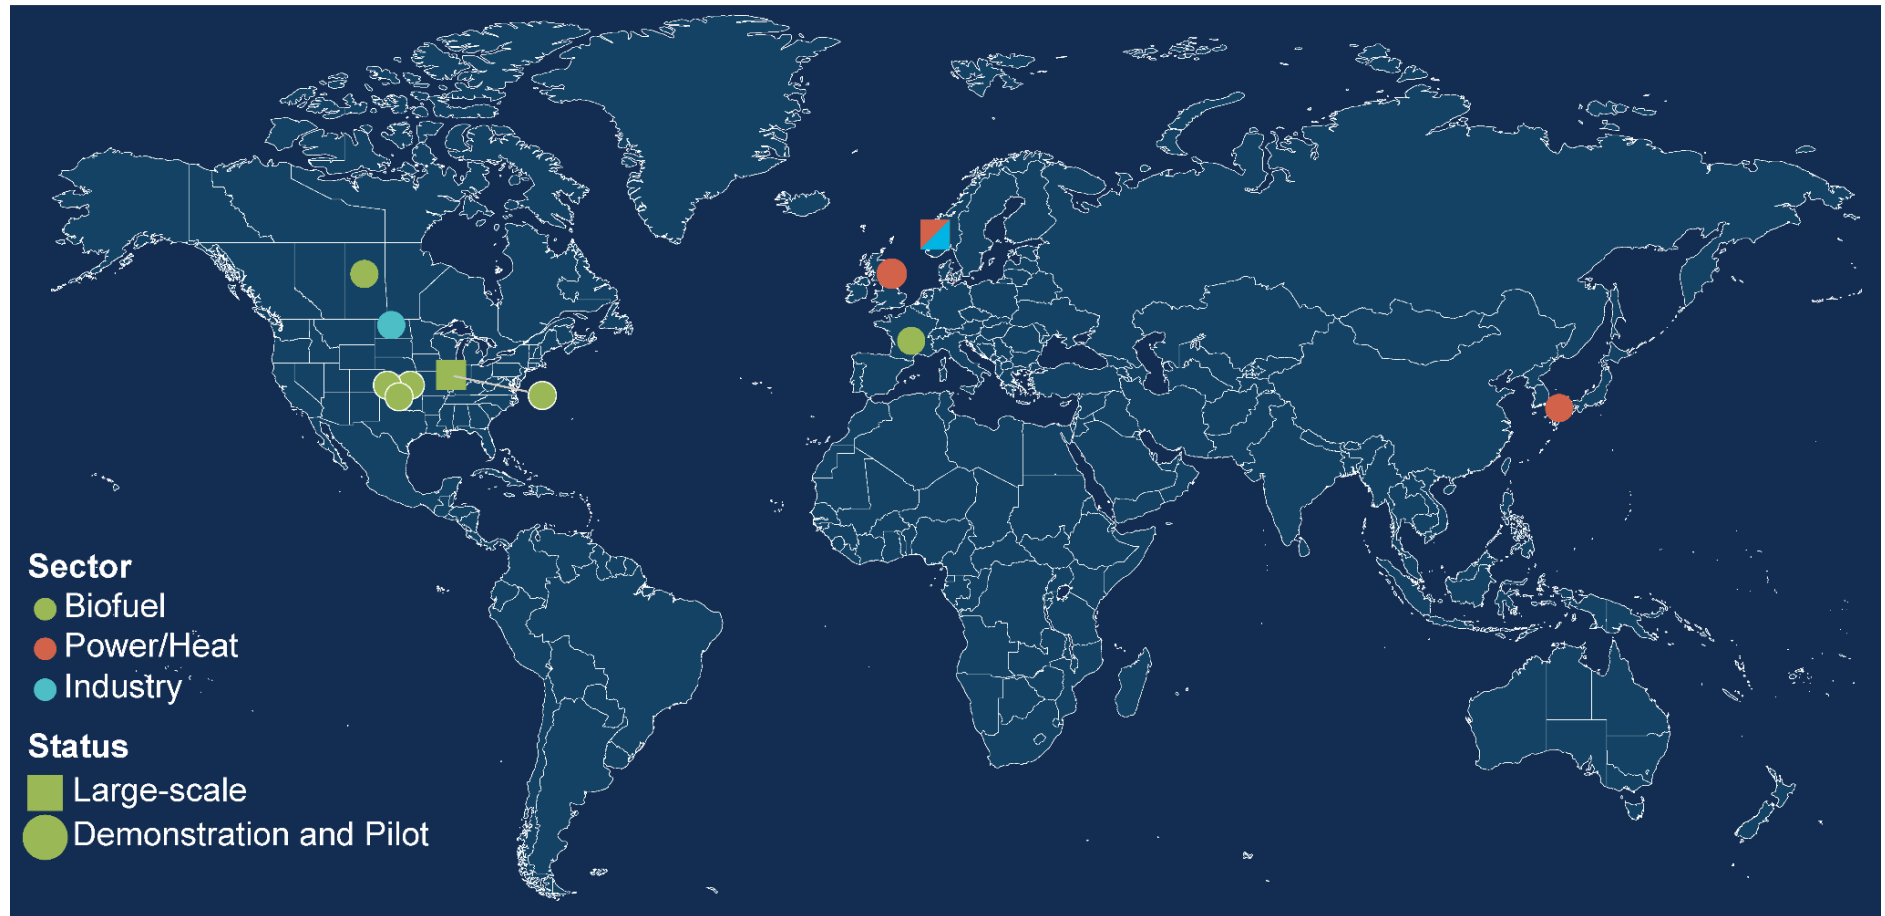 Sector
Biofuel
Power/Heat
Industry
Status
Large-scale
Demonstration and Pilot